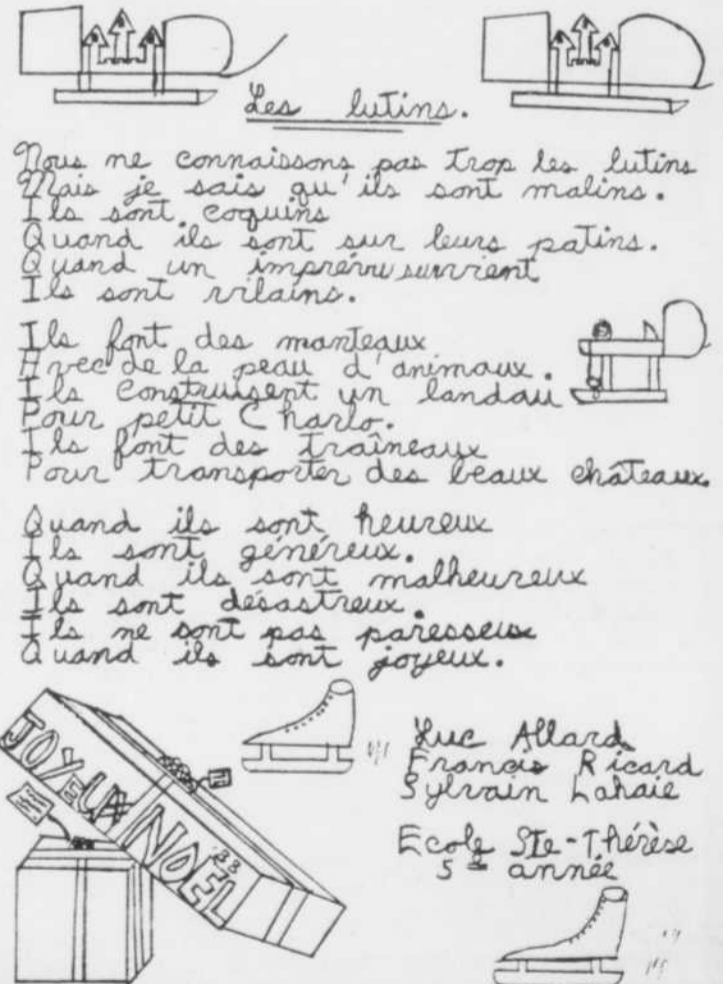 Les lutins.
Nous ne connaissons pas trop les lutins
Mais je sais qu'ils sont malins.
Ils sont coquins
Quand ils sont sur leurs patins.
Quand un imprévu survient
Ils sont vilains.
Ils font des manteaux
Avec de la peau d'animaux.
Ils construisent un landau
Pour petit Charlo.
Ils font des traîneaux
Pour transporter des beaux châteaux.
Quand ils sont heureux
Ils sont généreux.
Quand ils sont malheureux
Ils sont désastreux.
Ils ne sont pas paresseux
Quand ils sont joyeux.
JOYEUX NOËL '83
Luc Allard
Francis Ricard
Sylvain Lahaie
Ecole Ste-Thérèse
5e année